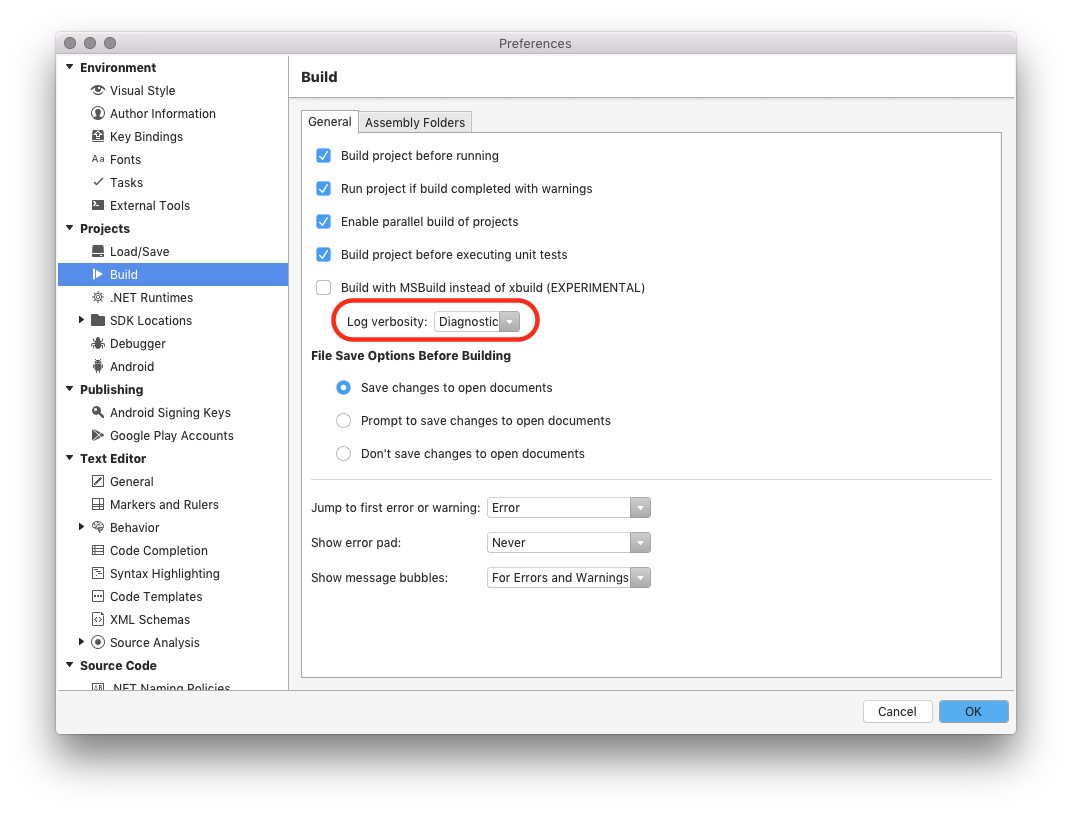 Preferences
Environment
Visual Style
Author Information
Key Bindings
Aa Fonts
Tasks
External Tools
Projects
Load/Save
Build
.NET Runtimes
SDK Locations
Debugger
Android
Publishing
Android Signing Keys
Google Play Accounts
Text Editor
General
Markers and Rulers
Behavior
Code Completion
Syntax Highlighting
Code Templates
XML Schemas
Source Analysis
Source Code
.NET Naming Policies
Build
General
Assembly Folders
Build project before running
Run project if build completed with warnings
Enable parallel build of projects
Build project before executing unit tests
Build with MSBuild instead of xbuild (EXPERIMENTAL)
Log verbosity: Diagnostic
File Save Options Before Building
Save changes to open documents
Prompt to save changes to open documents
Don't save changes to open documents
Jump to first error or warning: Error
Show error pad: Never
Show message bubbles: For Errors and Warnings
Cancel
OK